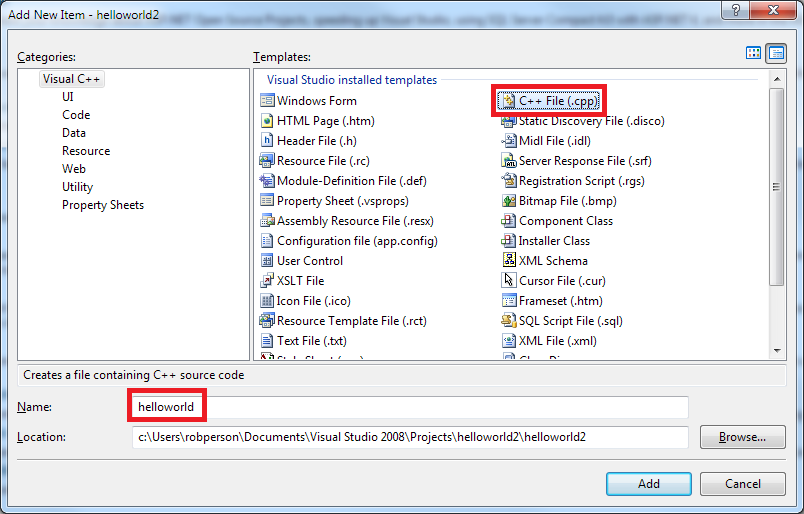 Add New Item - helloworld2
Categories:
Templates:
Visual C++
UI
Code
Data
Resource
Web
Utility
Property Sheets
Visual Studio installed templates
Windows Form
C++ File (.cpp)
HTML Page (.htm)
Static Discovery File (.disco)
Header File (.h)
Midl File (.idl)
Resource File (.rc)
Server Response File (.srf)
Module-Definition File (.def)
Registration Script (.rgs)
Property Sheet (.vsprops)
Bitmap File (.bmp)
Assembly Resource File (.resx)
Component Class
Configuration file (app.config)
Installer Class
User Control
XML Schema
XSLT File
Cursor File (.cur)
Icon File (.ico)
Frameset (.htm)
Resource Template File (.rct)
SQL Script File (.sql)
Text File (.txt)
XML File (.xml)
Creates a file containing C++ source code
Name:
helloworld
Location:
c:\Users\robperson\Documents\Visual Studio 2008\Projects\helloworld2\helloworld2
Browse...
Add
Cancel